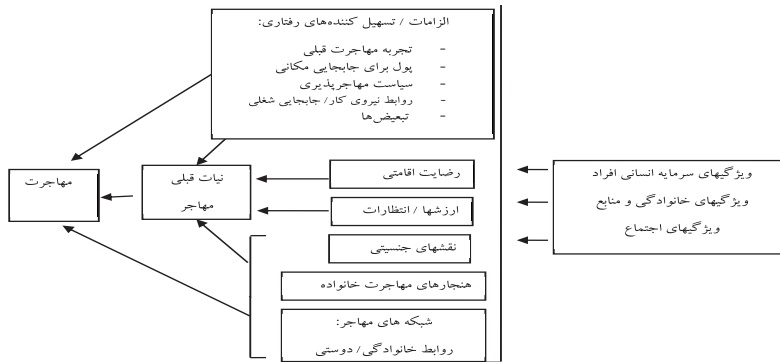 الزامات / تسهیل کننده‌های رفتاری:
- تجربه مهاجرت قبلی
- پول برای جابجایی مکانی
- سیاست مهاجرپذیری
- روابط نیروی کار/ جابجایی شغلی
- تبعیض‌ها
ویژگیهای سرمایه انسانی افراد
ویژگیهای خانوادگی و منابع
ویژگیهای اجتماع
رضایت اقامتی
ارزشها / انتظارات
نقشهای جنسیتی
هنجارهای مهاجرت خانواده
شبکه های مهاجر:
روابط خانوادگی/ دوستی
نیات قبلی
مهاجر
مهاجرت